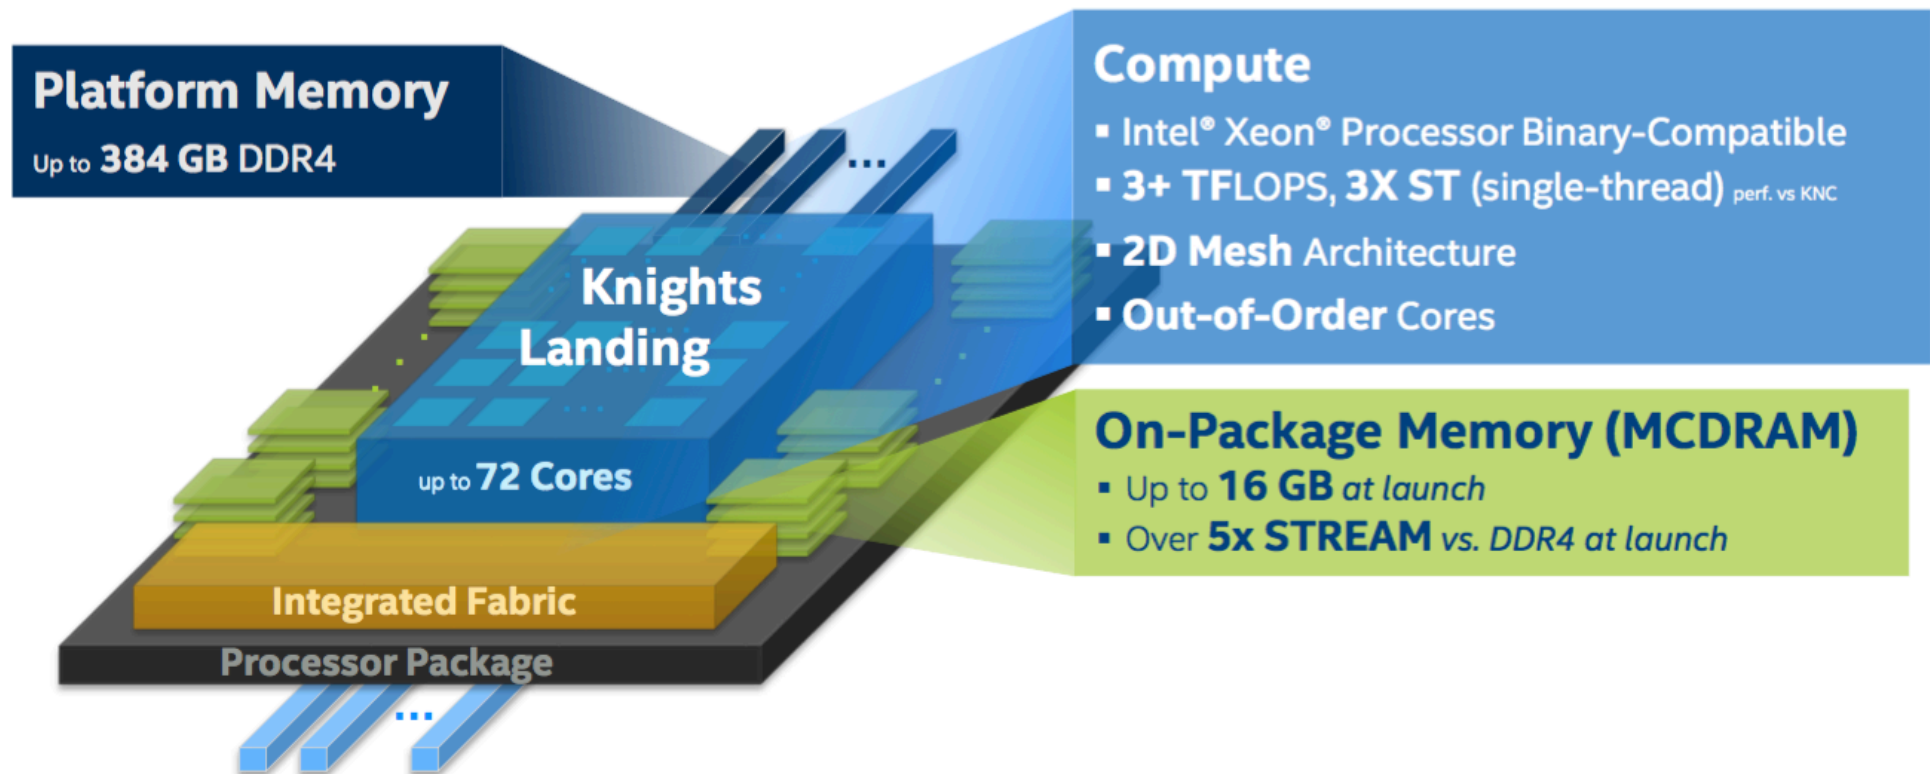 Platform Memory
Up to 384 GB DDR4
Compute
▪ Intel® Xeon® Processor Binary-Compatible
▪ 3+ TFLOPS, 3X ST (single-thread) perf. vs KNC
▪ 2D Mesh Architecture
▪ Out-of-Order Cores
...
Knights
Landing
up to 72 Cores
On-Package Memory (MCDRAM)
▪ Up to 16 GB at launch
▪ Over 5x STREAM vs. DDR4 at launch
Integrated Fabric
Processor Package
...